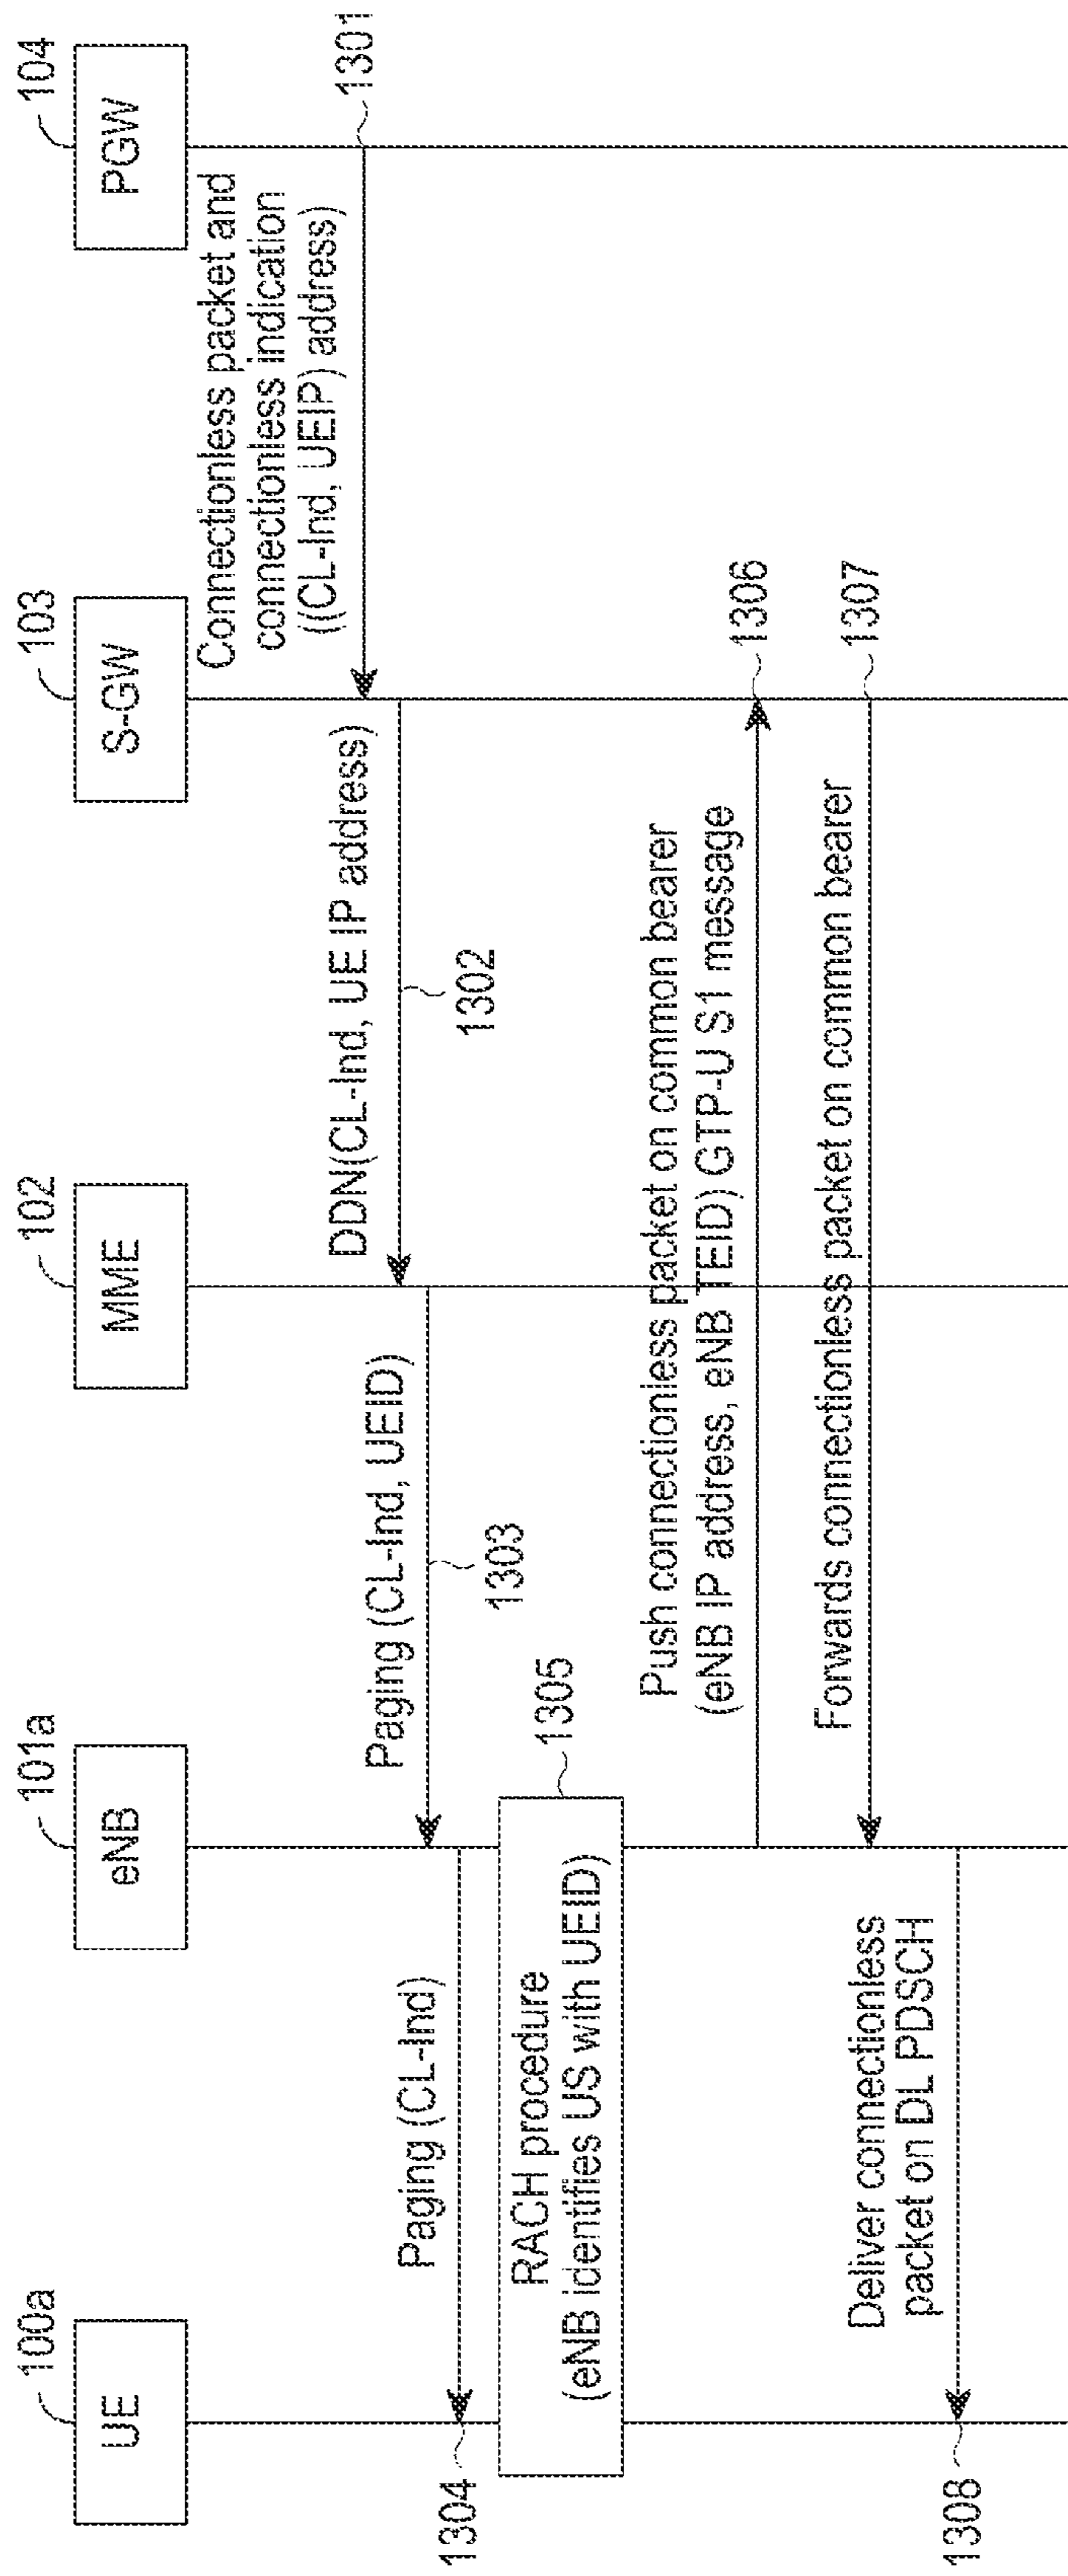 100a
UE
101a
eNB
102
MME
103
S-GW
104
PGW
Connectionless packet and
connectionless indication
((CL-Ind, UEIP) address)
1301
DDN(CL-Ind, UE IP address)
1302
Paging (CL-Ind, UEID)
1303
Paging (CL-Ind)
1304
RACH procedure
(eNB identifies US with UEID)
1305
Push connectionless packet on common bearer
(eNB IP address, eNB TEID) GTP-U S1 message
1306
Forwards connectionless packet on common bearer
1307
Deliver connectionless
packet on DL PDSCH
1308